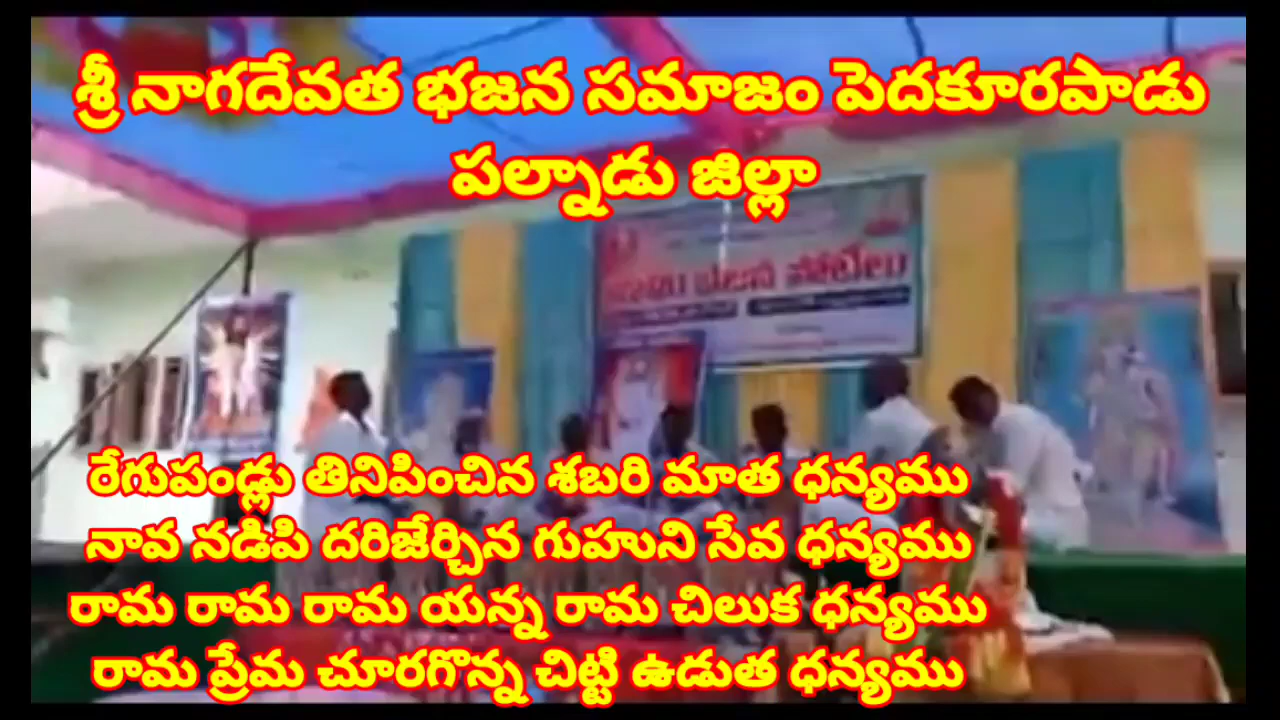 శ్రీ నాగదేవత భజన సమాజం పెదకూరపాడు
పల్నాడు జిల్లా
భజన పోటీలు
రేగుపండ్లు తినిపించిన శబరి మాత ధన్యము
నావ నడిపి దరిజేర్చిన గుహుని సేవ ధన్యము
రామ రామ రామ యన్న రామ చిలుక ధన్యము
రామ ప్రేమ చూరగొన్న చిట్టి ఉడుత ధన్యము